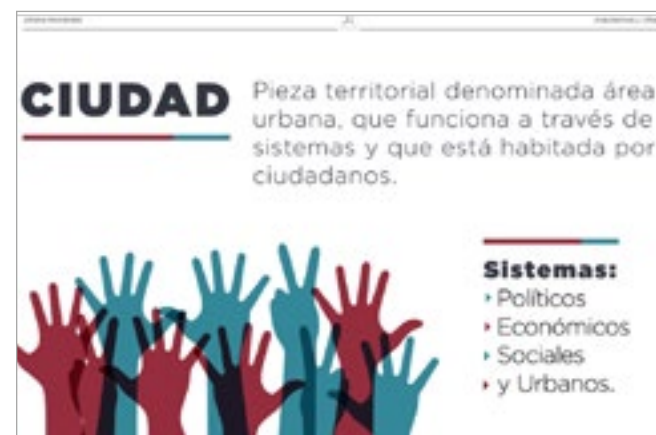 CIUDAD
Pieza territorial denominada área
urbana, que funciona a través de
sistemas y que está habitada por
ciudadanos.
Sistemas:
Políticos
Económicos
Sociales
y Urbanos.